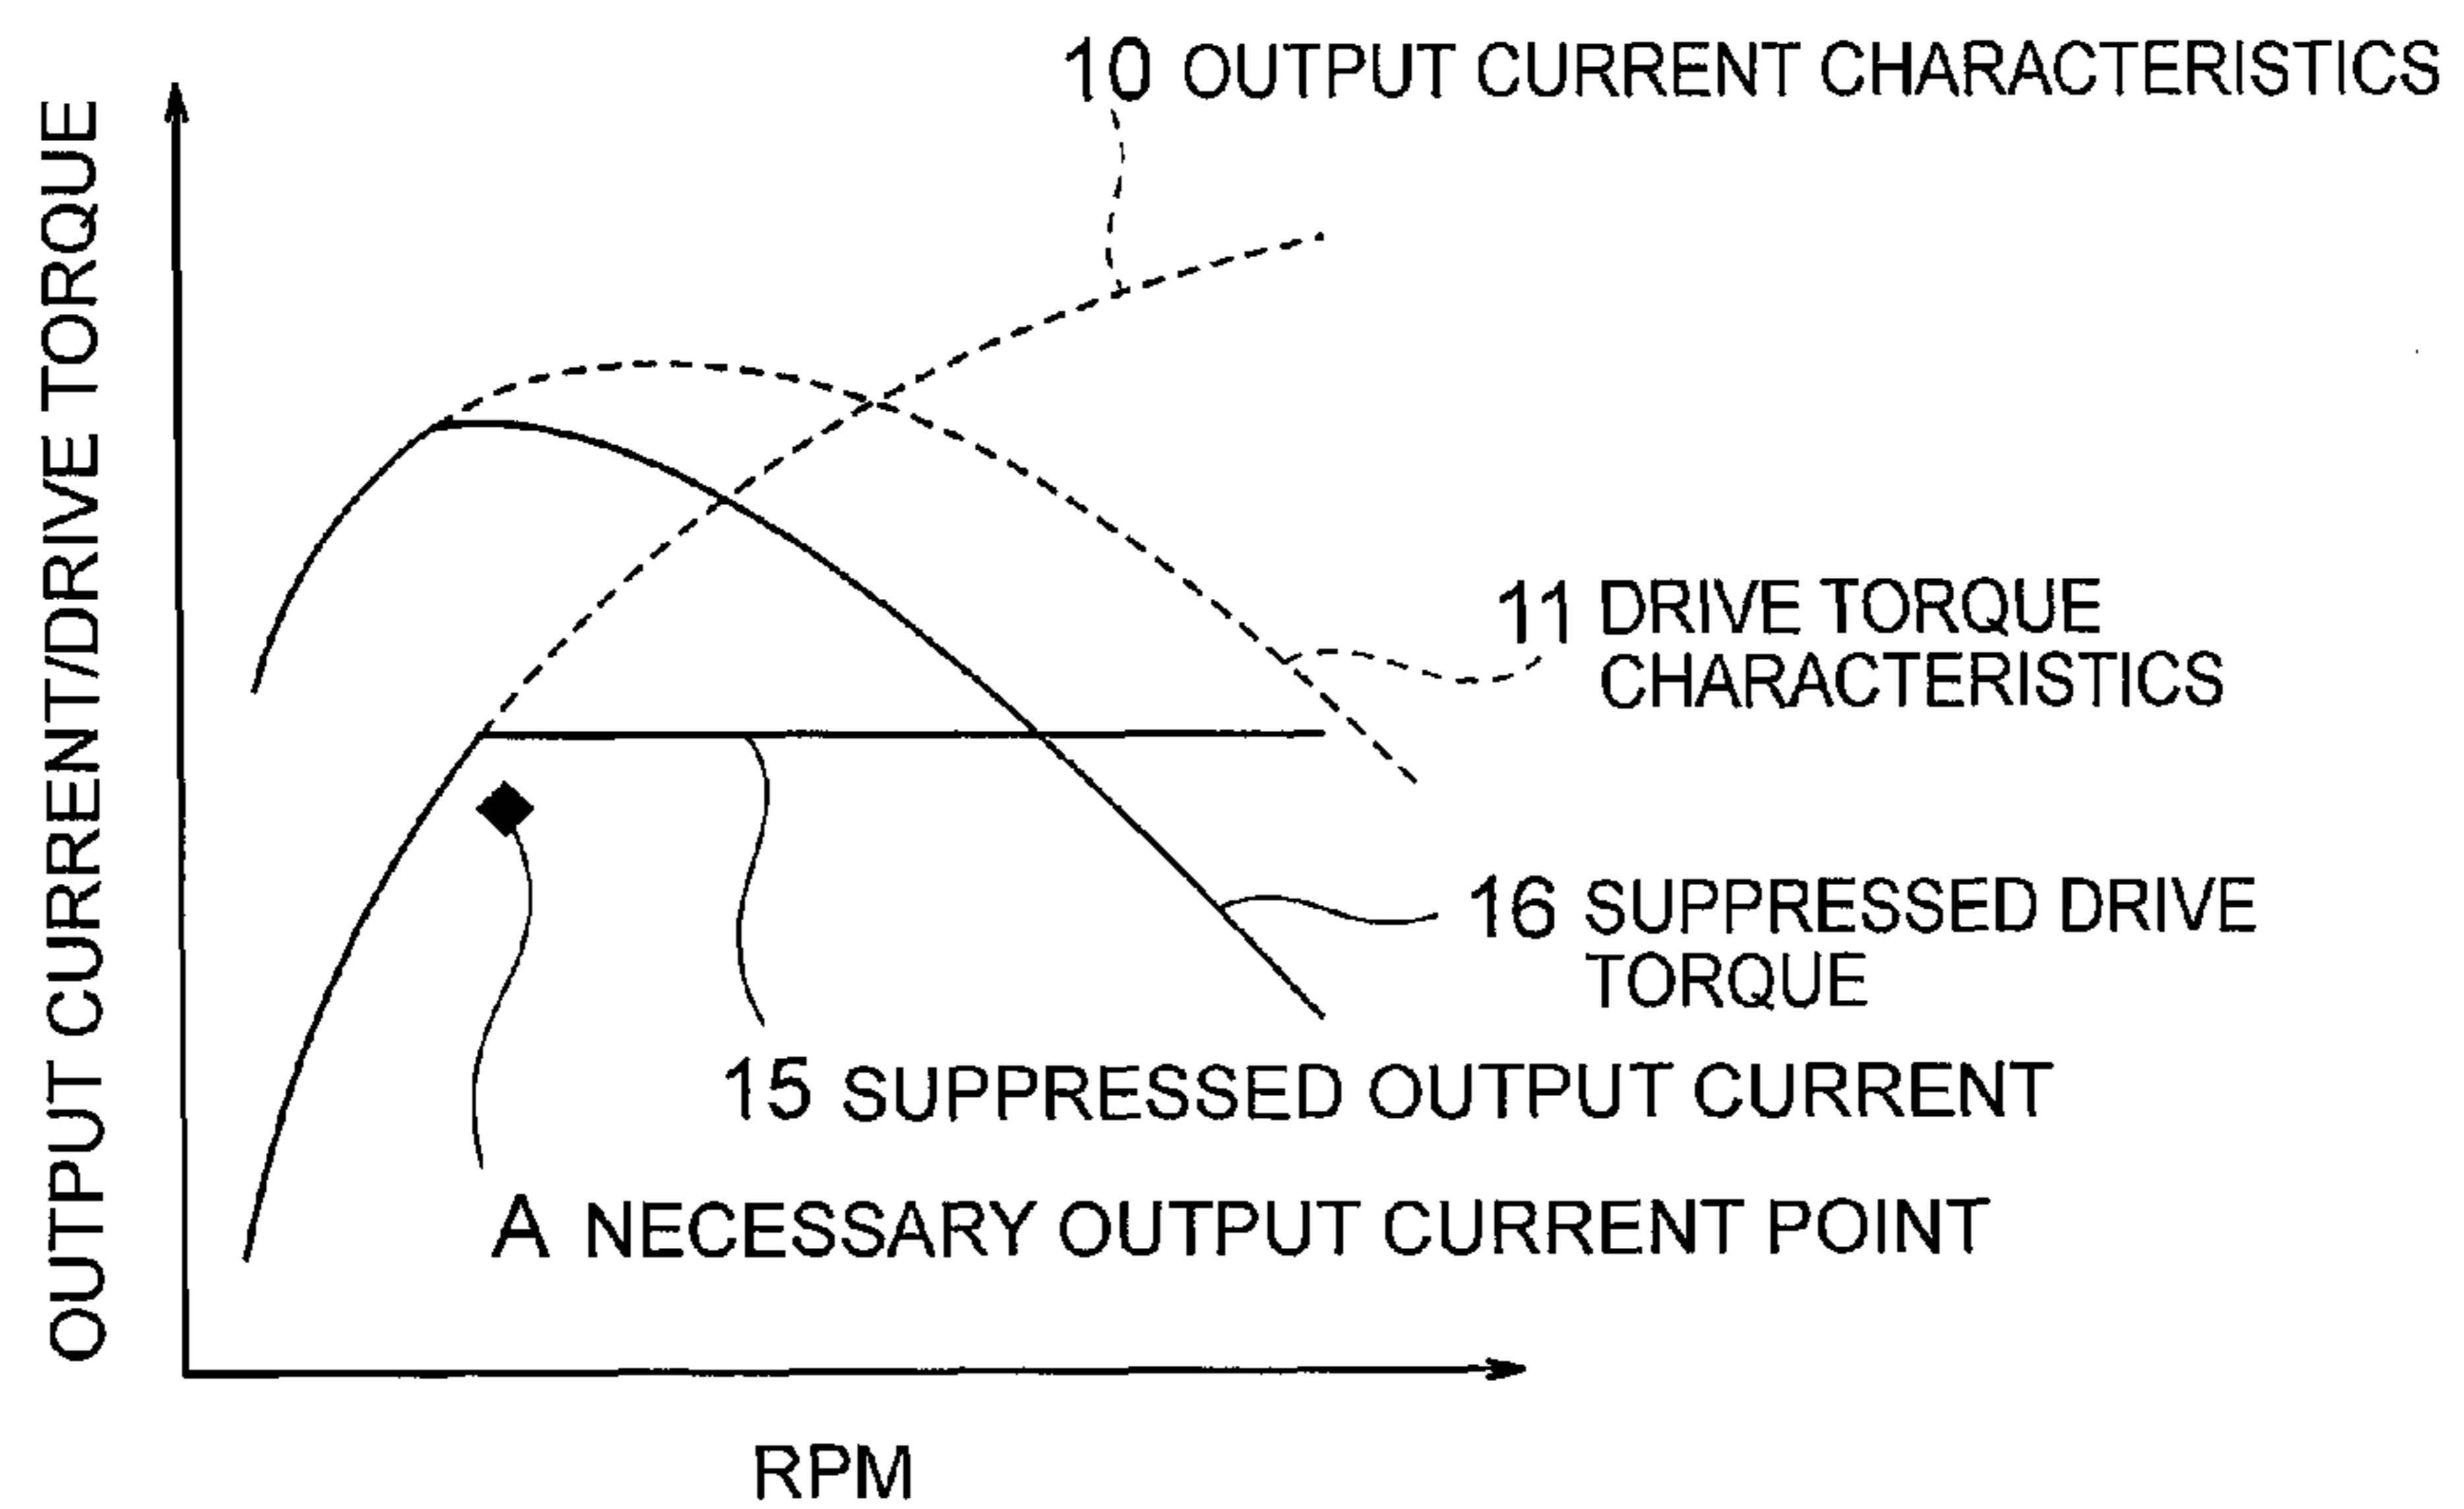 10 OUTPUT CURRENT CHARACTERISTICS
OUTPUT CURRENT/DRIVE TORQUE
11 DRIVE TORQUE
CHARACTERISTICS
16 SUPPRESSED DRIVE
TORQUE
15 SUPPRESSED OUTPUT CURRENT
A NECESSARY OUTPUT CURRENT POINT
RPM